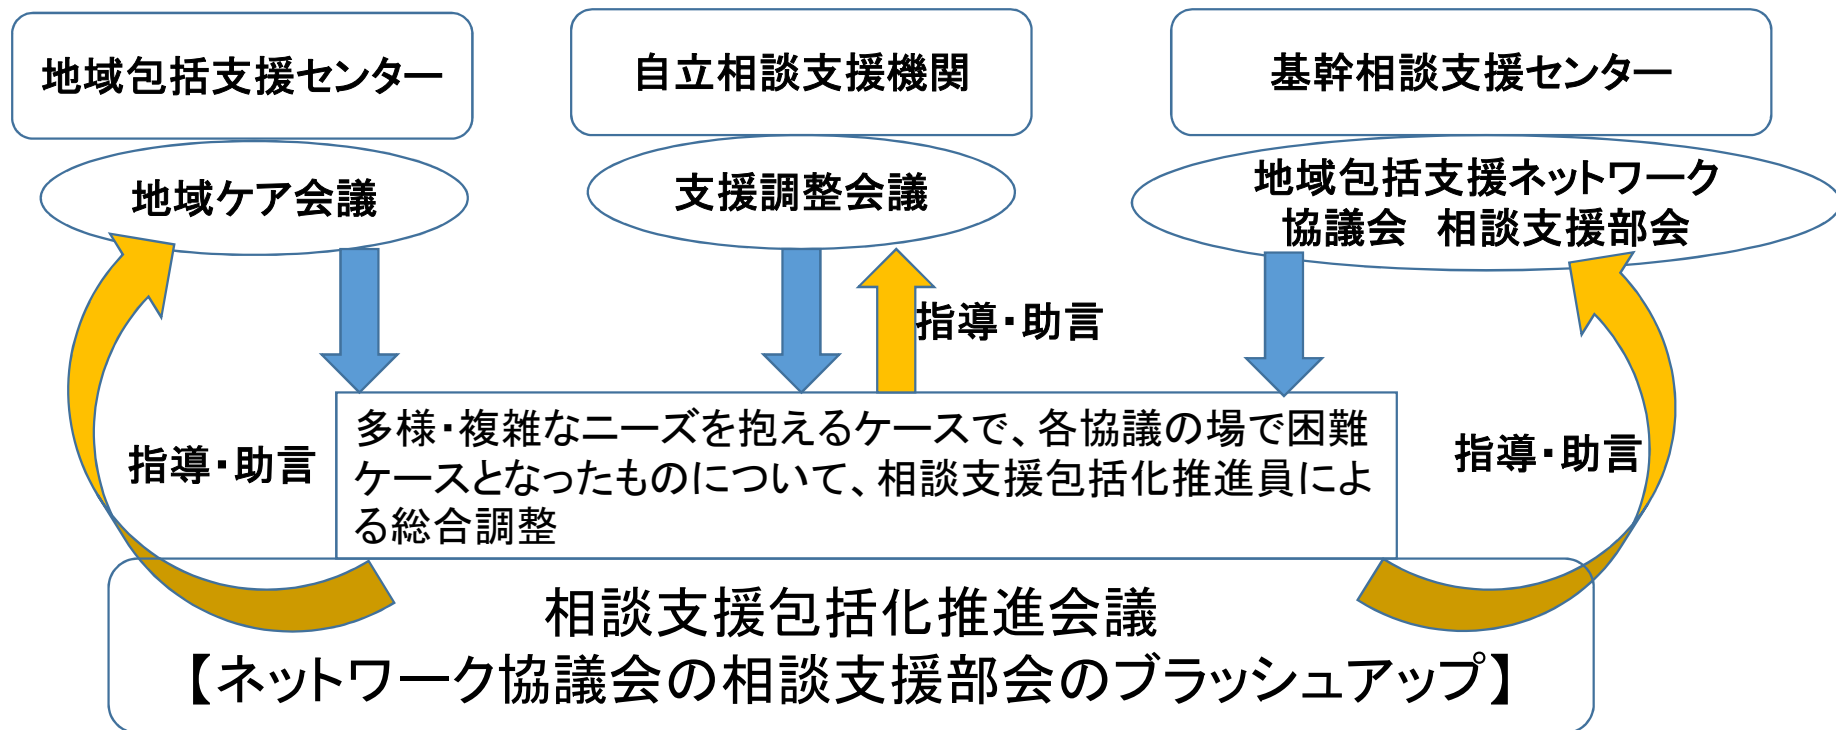 地域包括支援センター
自立相談支援機関
基幹相談支援センター
地域ケア会議
支援調整会議
地域包括支援ネットワーク
協議会　相談支援部会
指導・助言
指導・助言
指導・助言
多様・複雑なニーズを抱えるケースで、各協議の場で困難
ケースとなったものについて、相談支援包括化推進員によ
る総合調整
相談支援包括化推進会議
【ネットワーク協議会の相談支援部会のブラッシュアップ】